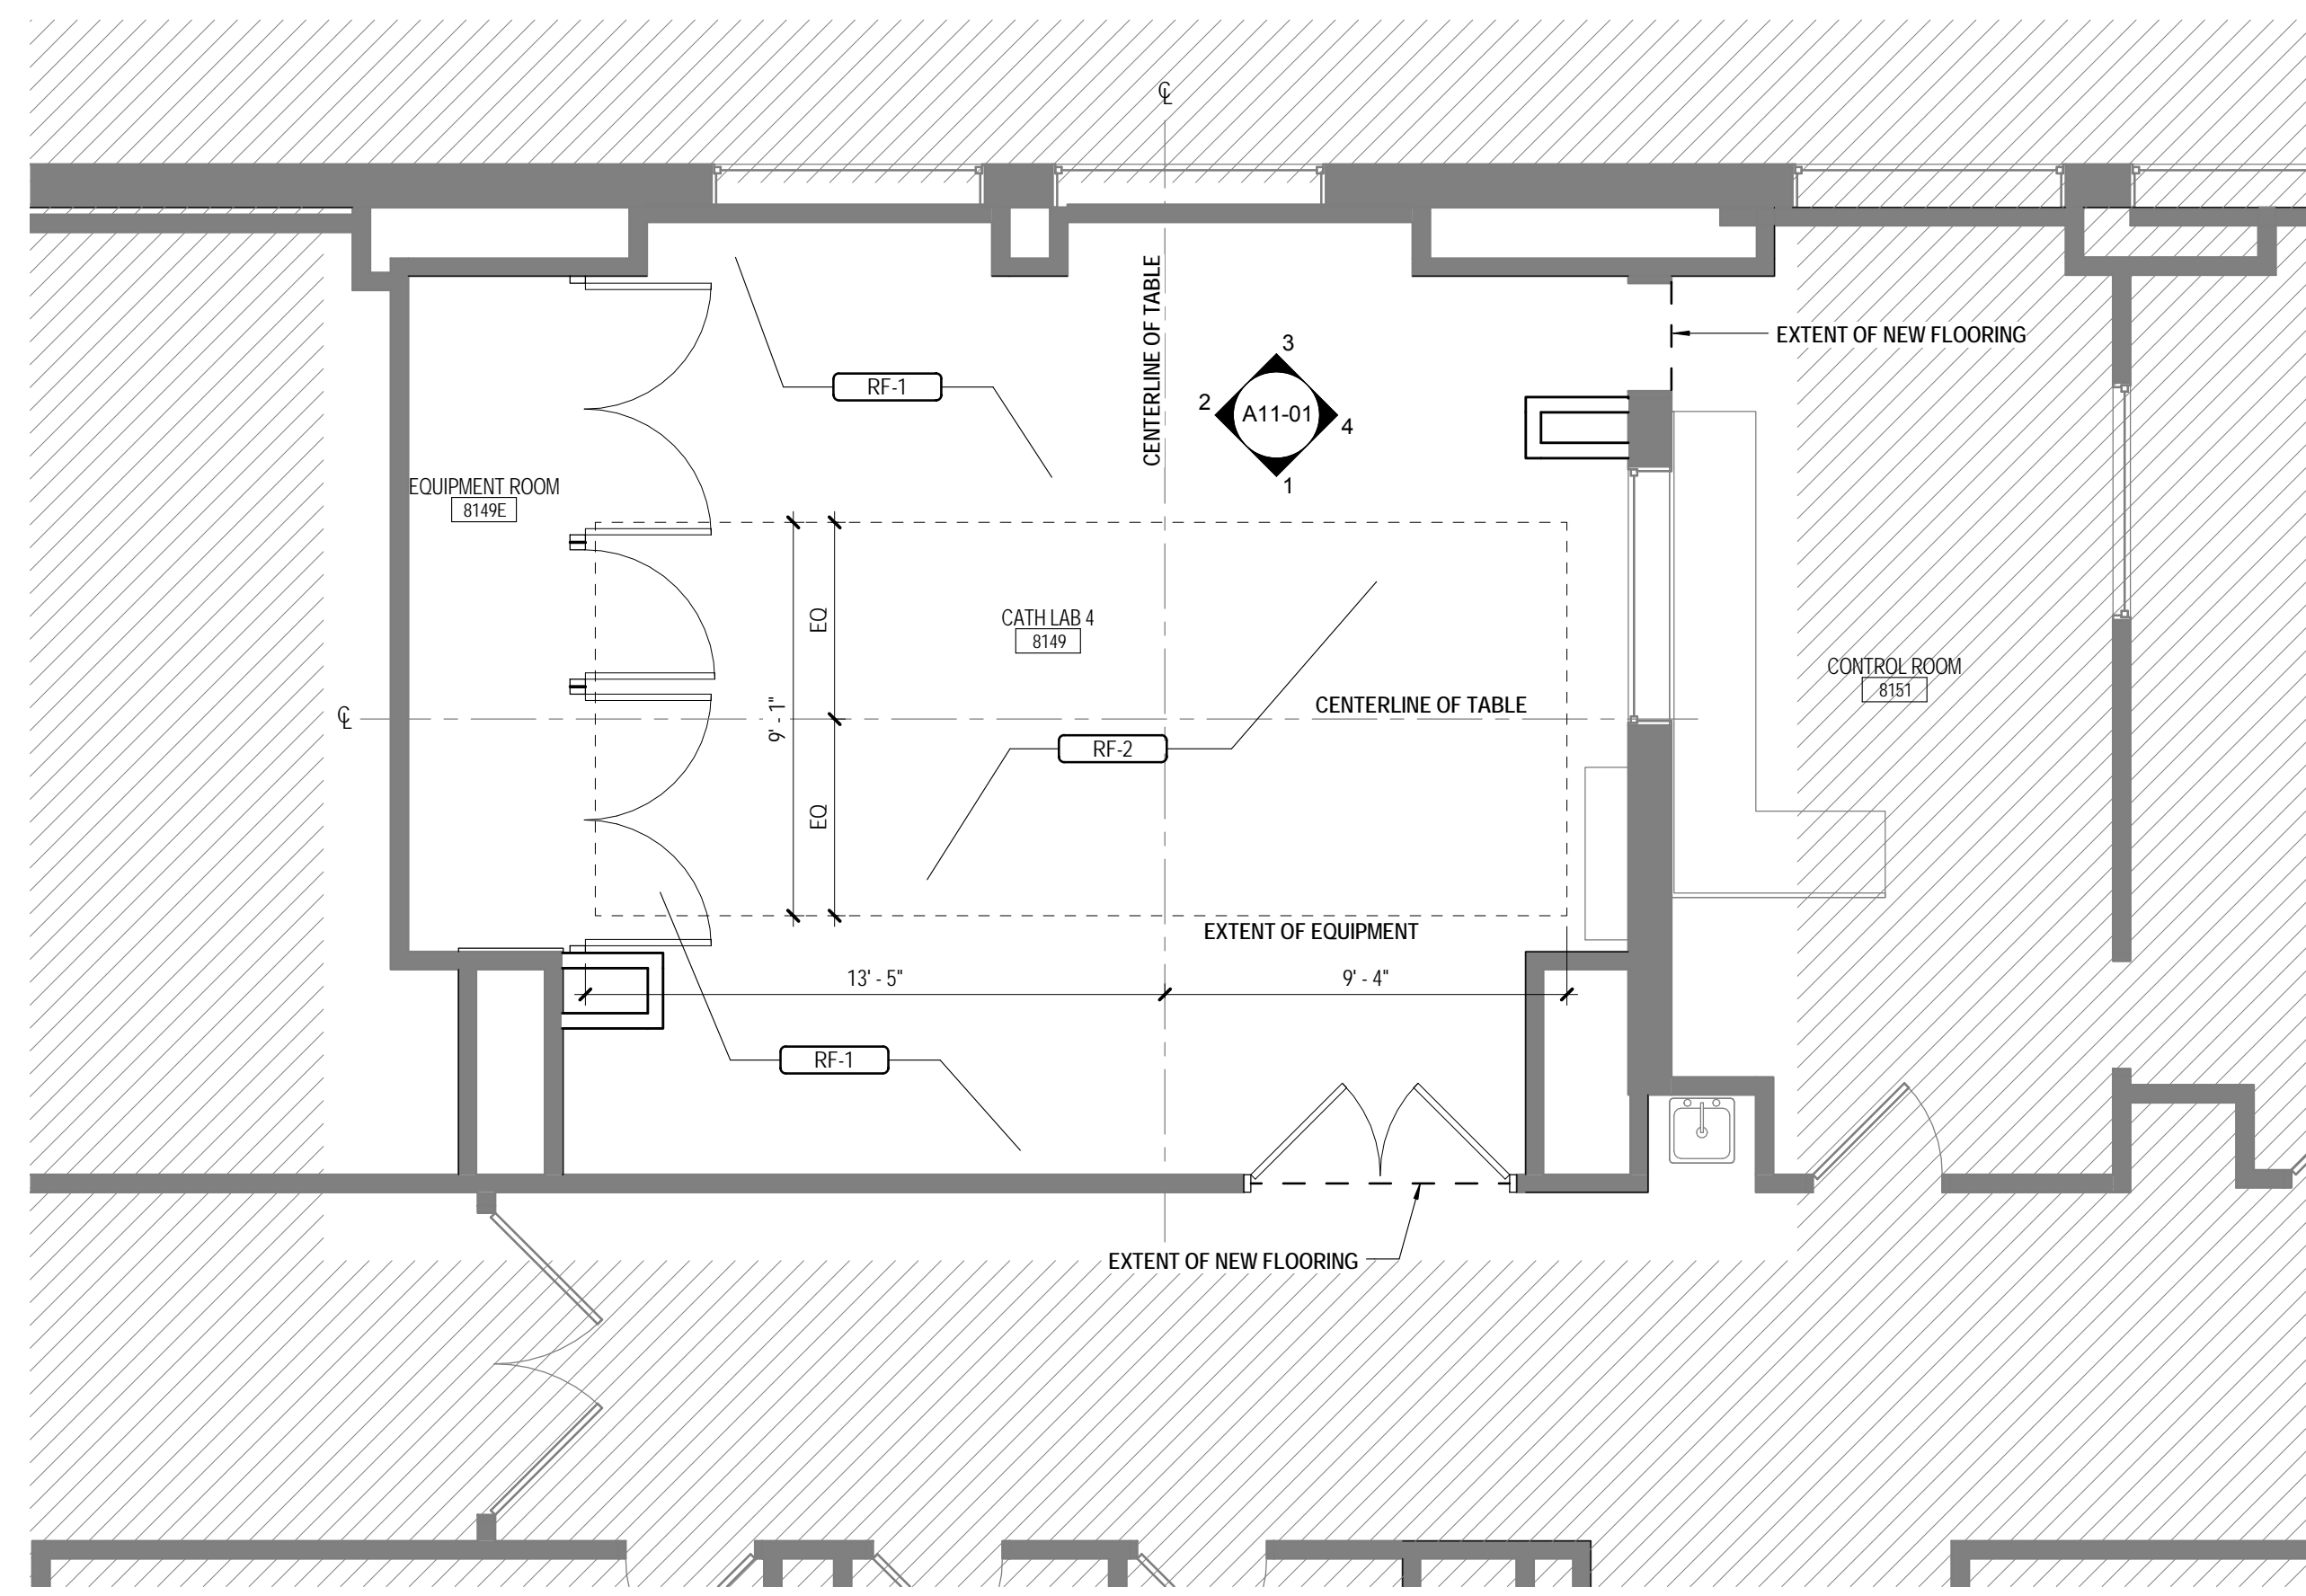 ℄
CENTERLINE OF TABLE
3
EXTENT OF NEW FLOORING
RF-1
2
A11-01
4
1
EQUIPMENT ROOM
8149E
EQ
CATH LAB 4
8149
CONTROL ROOM
8151
9' - 1"
CENTERLINE OF TABLE
℄
RF-2
EQ
EXTENT OF EQUIPMENT
13' - 5"
9' - 4"
RF-1
EXTENT OF NEW FLOORING